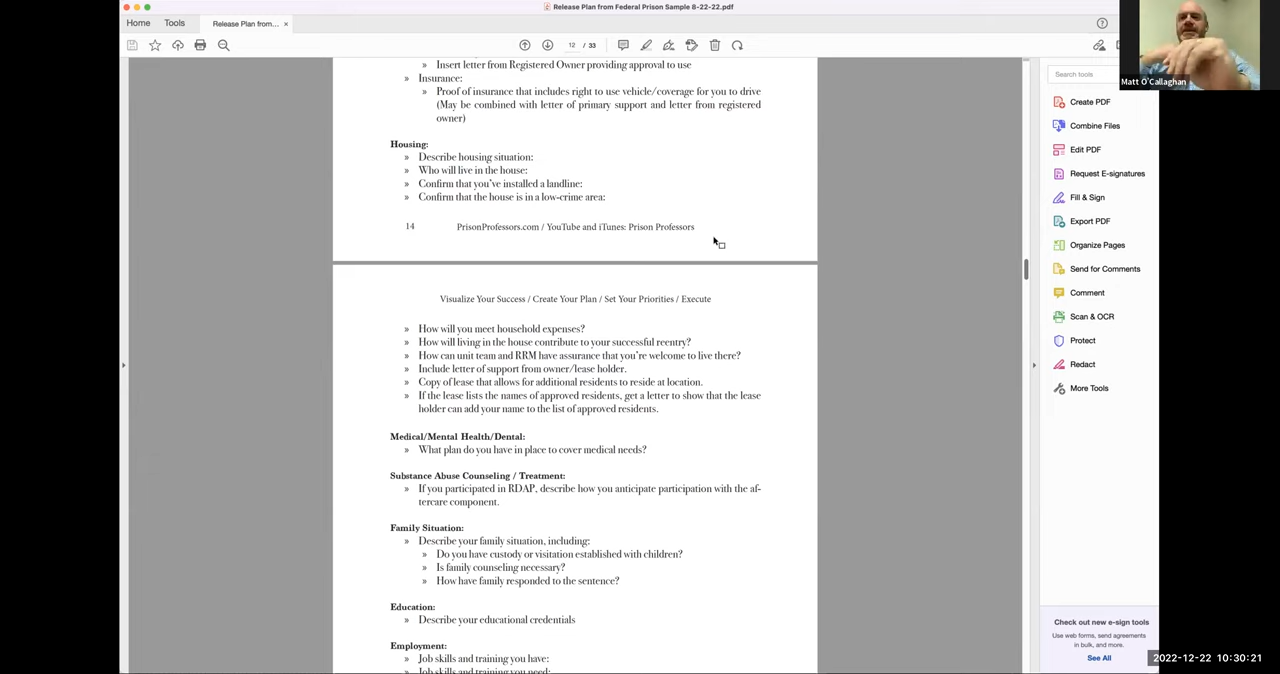 Release Plan from Federal Prison Sample 8-22-22.pdf
Home Tools Release Plan from... ×
12 / 33
» Insert letter from Registered Owner providing approval to use
» Insurance:
» Proof of insurance that includes right to use vehicle/coverage for you to drive
(May be combined with letter of primary support and letter from registered
owner)
Housing:
» Describe housing situation:
» Who will live in the house:
» Confirm that you've installed a landline:
» Confirm that the house is in a low-crime area:
14 PrisonProfessors.com / YouTube and iTunes: Prison Professors
Visualize Your Success / Create Your Plan / Set Your Priorities / Execute
» How will you meet household expenses?
» How will living in the house contribute to your successful reentry?
» How can unit team and RRM have assurance that you're welcome to live there?
» Include letter of support from owner/lease holder.
» Copy of lease that allows for additional residents to reside at location.
» If the lease lists the names of approved residents, get a letter to show that the lease
holder can add your name to the list of approved residents.
Medical/Mental Health/Dental:
» What plan do you have in place to cover medical needs?
Substance Abuse Counseling / Treatment:
» If you participated in RDAP, describe how you anticipate participation with the af-
tercare component.
Family Situation:
» Describe your family situation, including:
» Do you have custody or visitation established with children?
» Is family counseling necessary?
» How have family responded to the sentence?
Education:
» Describe your educational credentials
Employment:
» Job skills and training you have:
» Job skills and training you need:
Matt O'Callaghan
Search tools
Create PDF
Combine Files
Edit PDF
Request E-signatures
Fill & Sign
Export PDF
Organize Pages
Send for Comments
Comment
Scan & OCR
Protect
Redact
More Tools
Check out new e-sign tools
Use web forms, send agreements
in bulk, and more.
See All
2022-12-22 10:30:21